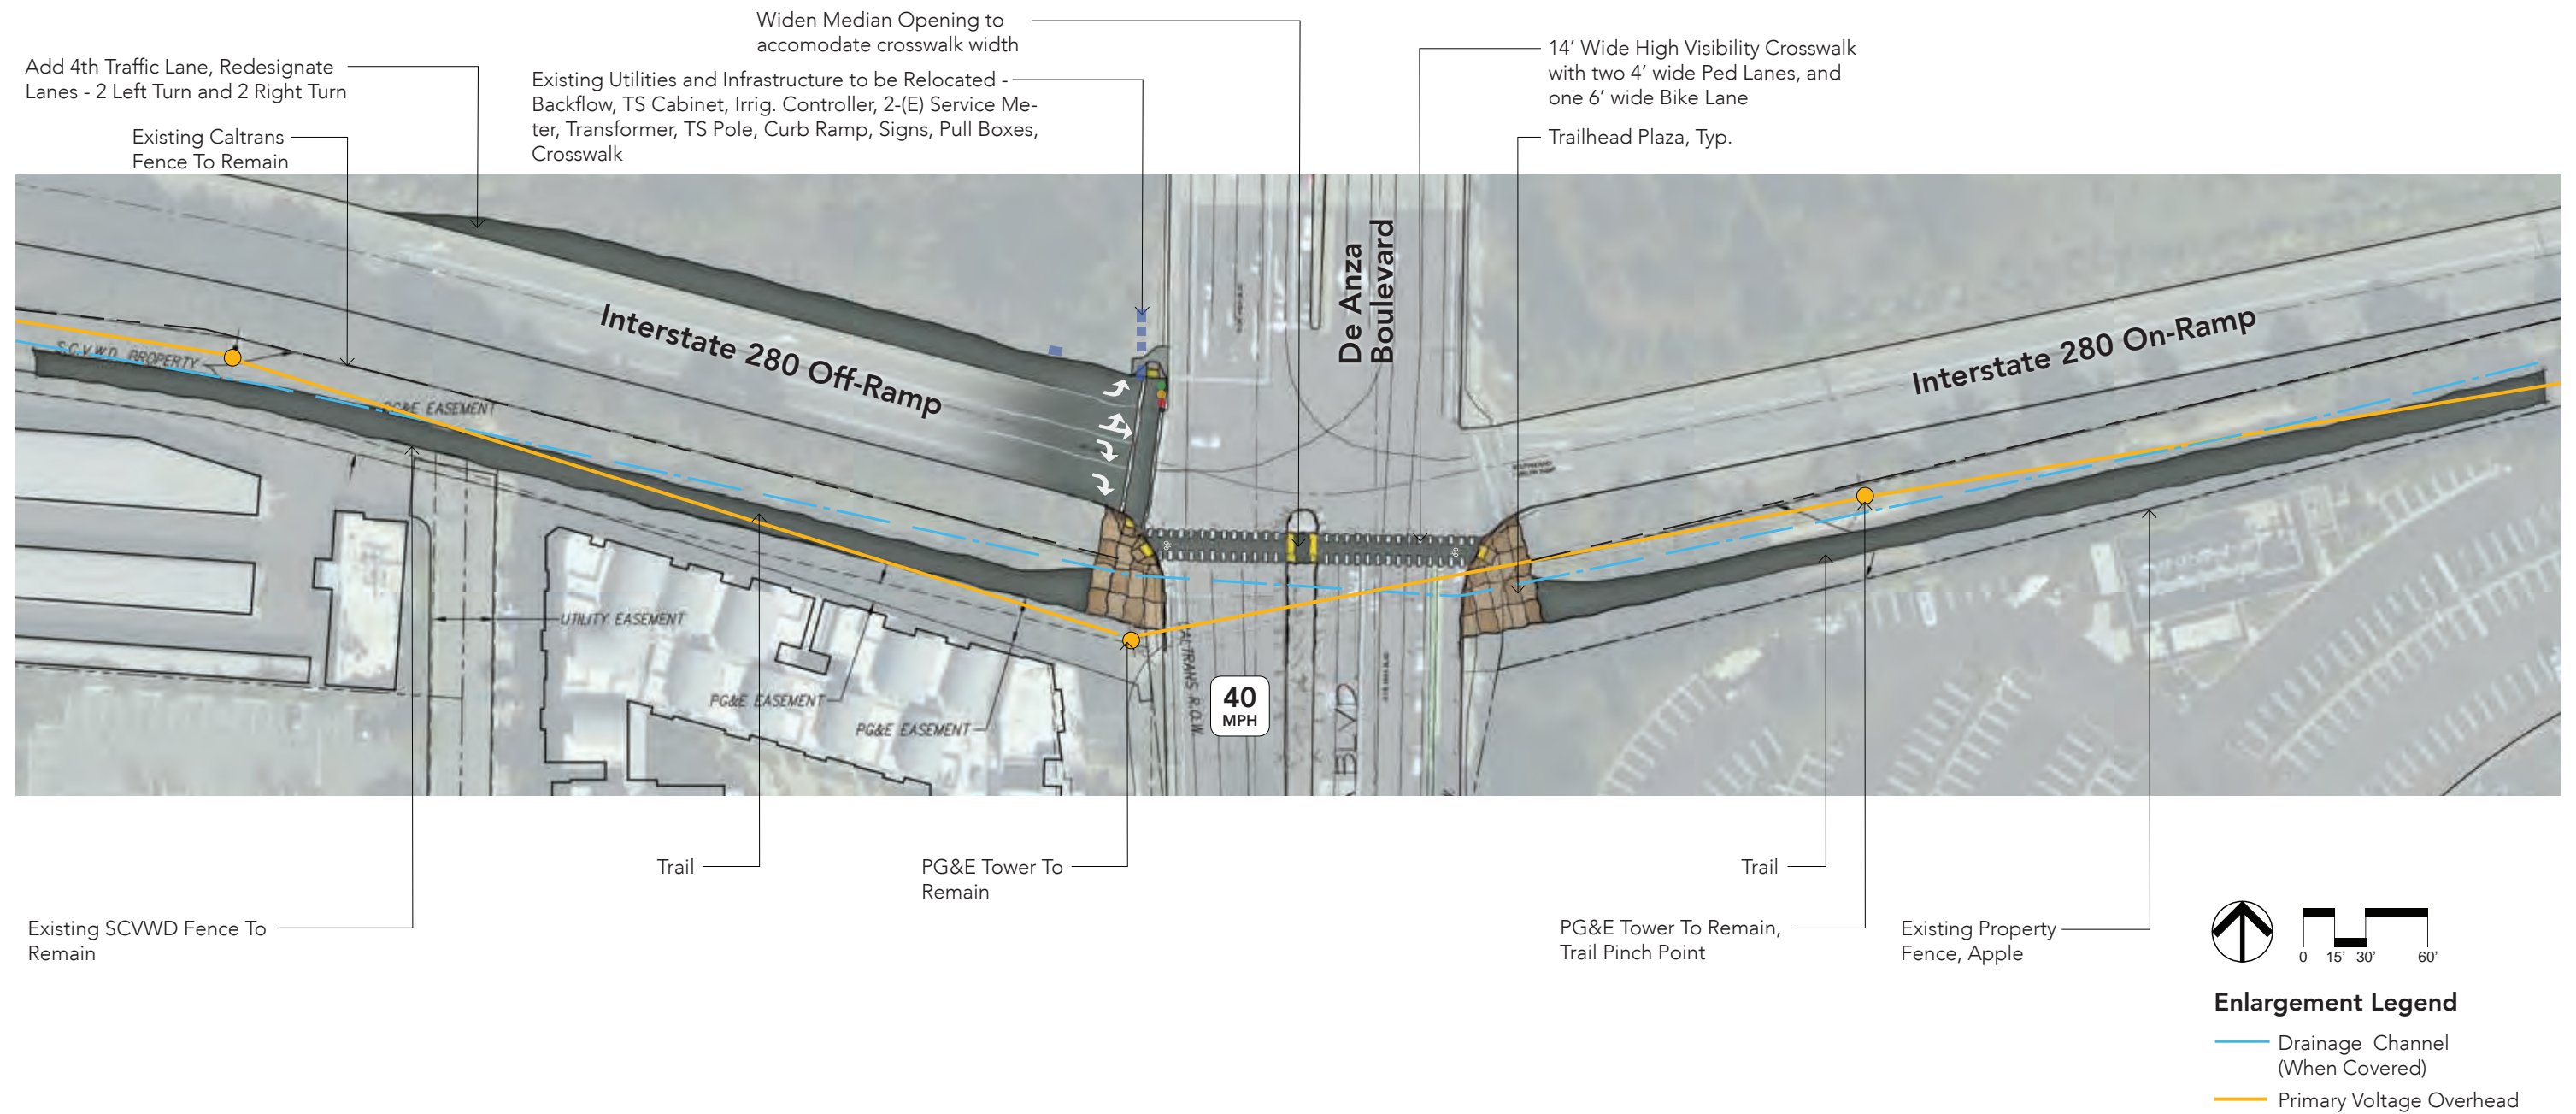 Widen Median Opening to
accomodate crosswalk width
14' Wide High Visibility Crosswalk
with two 4' wide Ped Lanes, and
one 6' wide Bike Lane
Add 4th Traffic Lane, Redesignate
Lanes - 2 Left Turn and 2 Right Turn
Existing Utilities and Infrastructure to be Relocated -
Backflow, TS Cabinet, Irrig. Controller, 2-(E) Service Me-
ter, Transformer, TS Pole, Curb Ramp, Signs, Pull Boxes,
Crosswalk
Existing Caltrans
Fence To Remain
Trailhead Plaza, Typ.
De Anza
Boulevard
Interstate 280 Off-Ramp
Interstate 280 On-Ramp
S.C.V.W.D. PROPERTY
PG&E EASEMENT
UTILITY EASEMENT
PG&E EASEMENT
PG&E EASEMENT
CALTRANS R.O.W.
40
MPH
BLVD
Trail
PG&E Tower To
Remain
Trail
Existing SCVWD Fence To
Remain
PG&E Tower To Remain,
Trail Pinch Point
Existing Property
Fence, Apple
0 15' 30' 60'
Enlargement Legend
Drainage Channel
(When Covered)
Primary Voltage Overhead